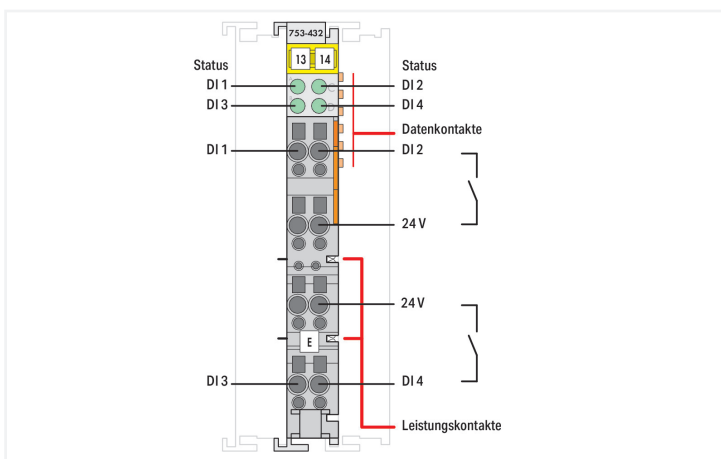 753-432
13 14
Status Status
DI 1 DI 2
C
DI 3 DI 4
D
Datenkontakte
DI 1 DI 2
24 V
24 V
E
DI 3 DI 4
Leistungskontakte